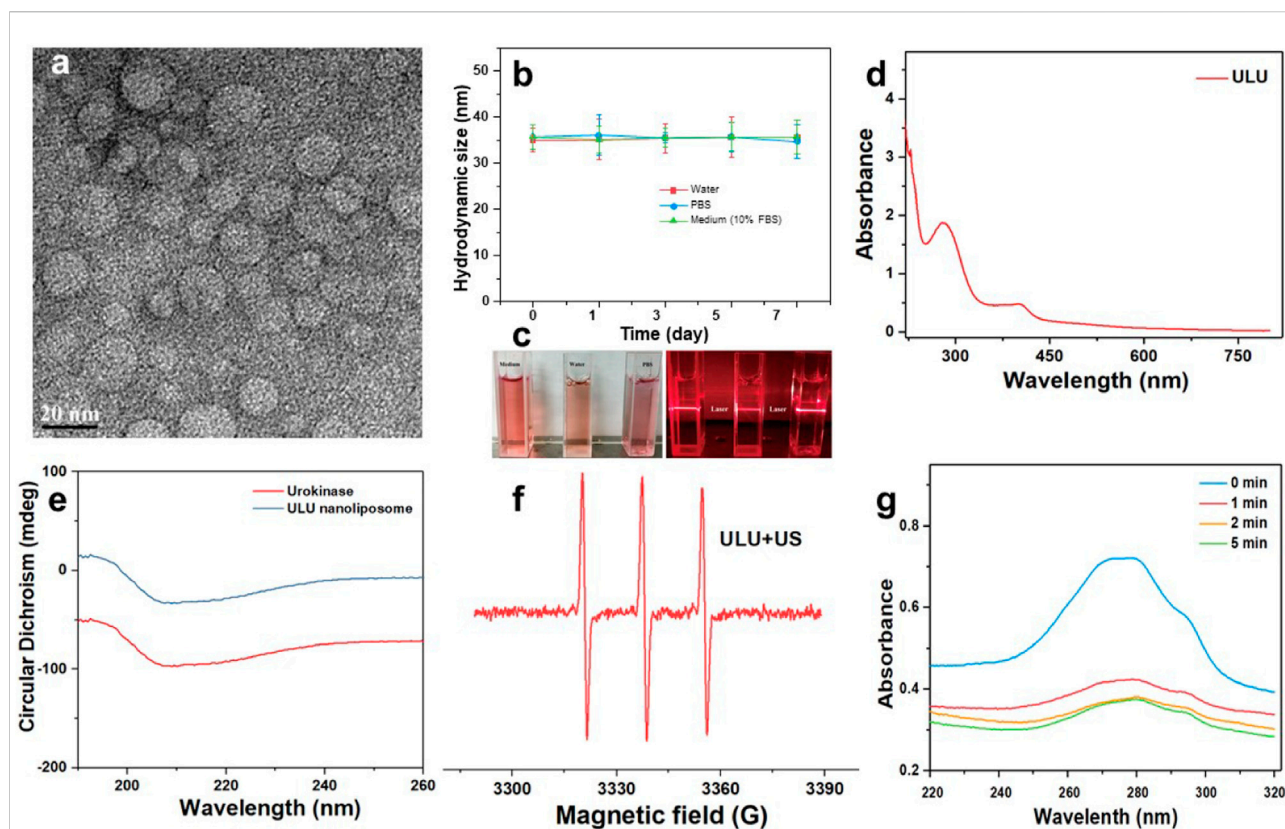 a
20 nm
b
Hydrodynamic size (nm)
50
40
30
20
10
0
Water
PBS
Medium (10% FBS)
0 1 3 5 7
Time (day)
c
Medium
Water
PBS
Laser
Laser
d
ULU
Absorbance
4
3
2
1
0
300 450 600 750
Wavelength (nm)
e
Urokinase
ULU nanoliposome
Circular Dichroism (mdeg)
100
0
-100
-200
200 220 240 260
Wavelength (nm)
f
ULU+US
3300 3330 3360 3390
Magnetic field (G)
g
0 min
1 min
2 min
5 min
Absorbance
0.8
0.6
0.4
0.2
220 240 260 280 300 320
Wavelenth (nm)